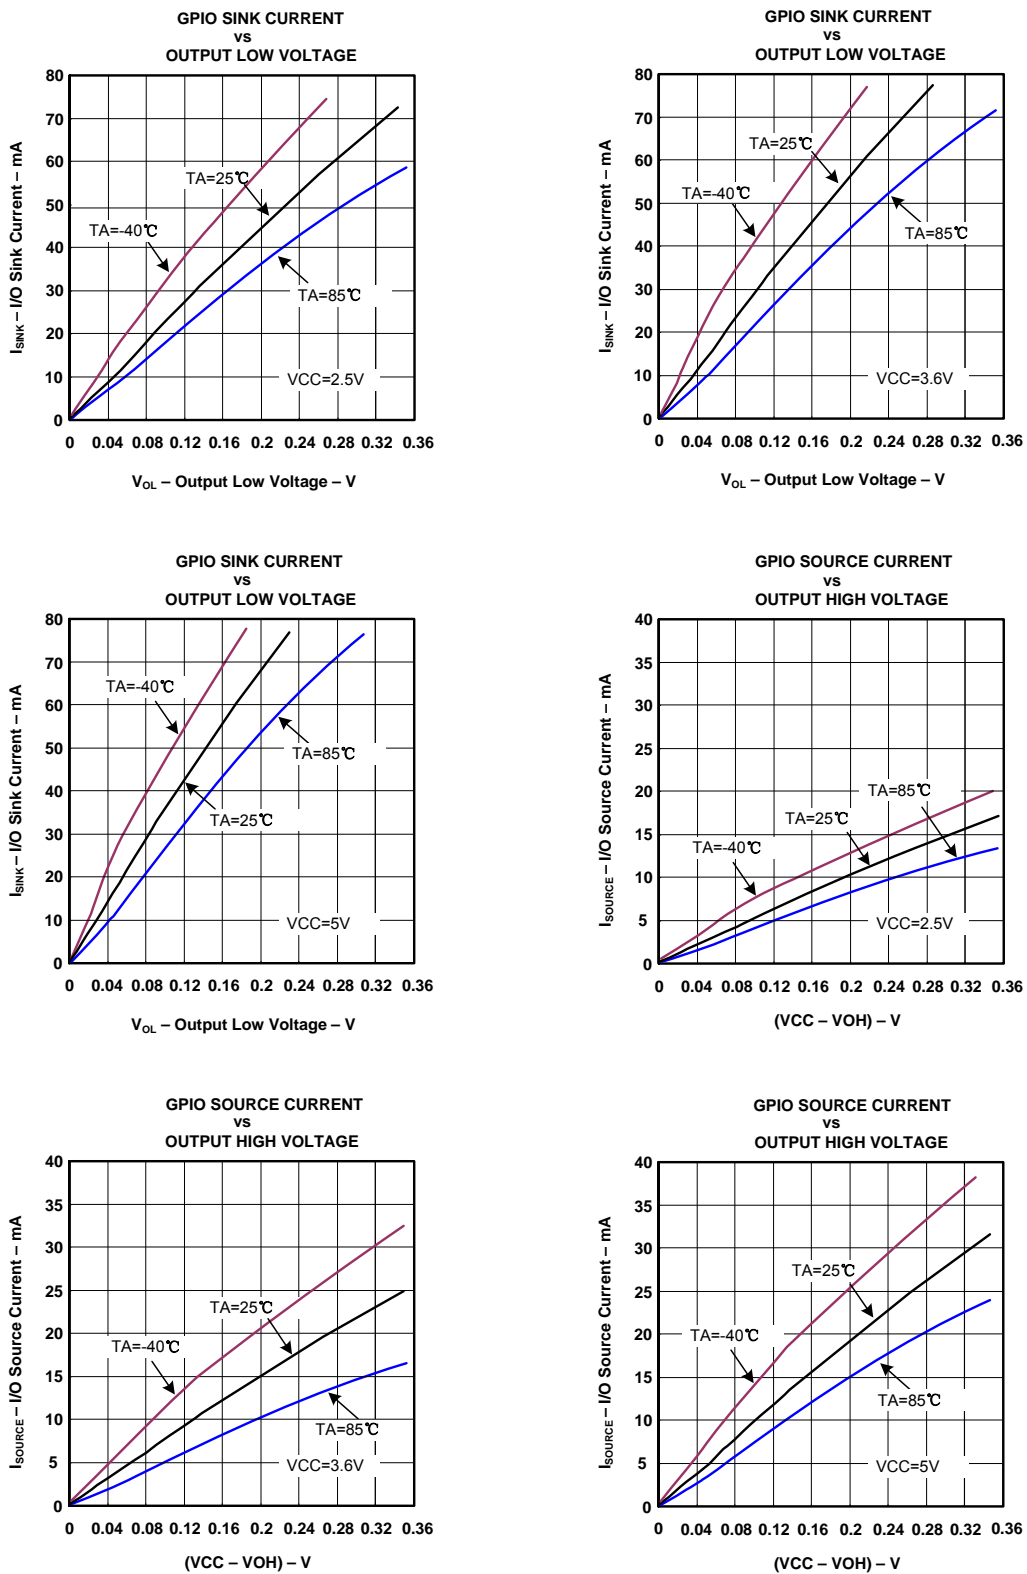 GPIO SINK CURRENT
vs
OUTPUT LOW VOLTAGE
80
70
60
50
40
30
20
10
0
I_SINK – I/O Sink Current – mA
TA=25℃
TA=-40℃
TA=85℃
VCC=2.5V
0 0.04 0.08 0.12 0.16 0.2 0.24 0.28 0.32 0.36
V_OL – Output Low Voltage – V
GPIO SINK CURRENT
vs
OUTPUT LOW VOLTAGE
80
70
60
50
40
30
20
10
0
I_SINK – I/O Sink Current – mA
TA=25℃
TA=-40℃
TA=85℃
VCC=3.6V
0 0.04 0.08 0.12 0.16 0.2 0.24 0.28 0.32 0.36
V_OL – Output Low Voltage – V
GPIO SINK CURRENT
vs
OUTPUT LOW VOLTAGE
80
70
60
50
40
30
20
10
0
I_SINK – I/O Sink Current – mA
TA=-40℃
TA=85℃
TA=25℃
VCC=5V
0 0.04 0.08 0.12 0.16 0.2 0.24 0.28 0.32 0.36
V_OL – Output Low Voltage – V
GPIO SOURCE CURRENT
vs
OUTPUT HIGH VOLTAGE
40
35
30
25
20
15
10
5
0
I_SOURCE – I/O Source Current – mA
TA=85℃
TA=25℃
TA=-40℃
VCC=2.5V
0 0.04 0.08 0.12 0.16 0.2 0.24 0.28 0.32 0.36
(VCC – VOH) – V
GPIO SOURCE CURRENT
vs
OUTPUT HIGH VOLTAGE
40
35
30
25
20
15
10
5
0
I_SOURCE – I/O Source Current – mA
TA=25℃
TA=-40℃
TA=85℃
VCC=3.6V
0 0.04 0.08 0.12 0.16 0.2 0.24 0.28 0.32 0.36
(VCC – VOH) – V
GPIO SOURCE CURRENT
vs
OUTPUT HIGH VOLTAGE
40
35
30
25
20
15
10
5
0
I_SOURCE – I/O Source Current – mA
TA=25℃
TA=-40℃
TA=85℃
VCC=5V
0 0.04 0.08 0.12 0.16 0.2 0.24 0.28 0.32 0.36
(VCC – VOH) – V